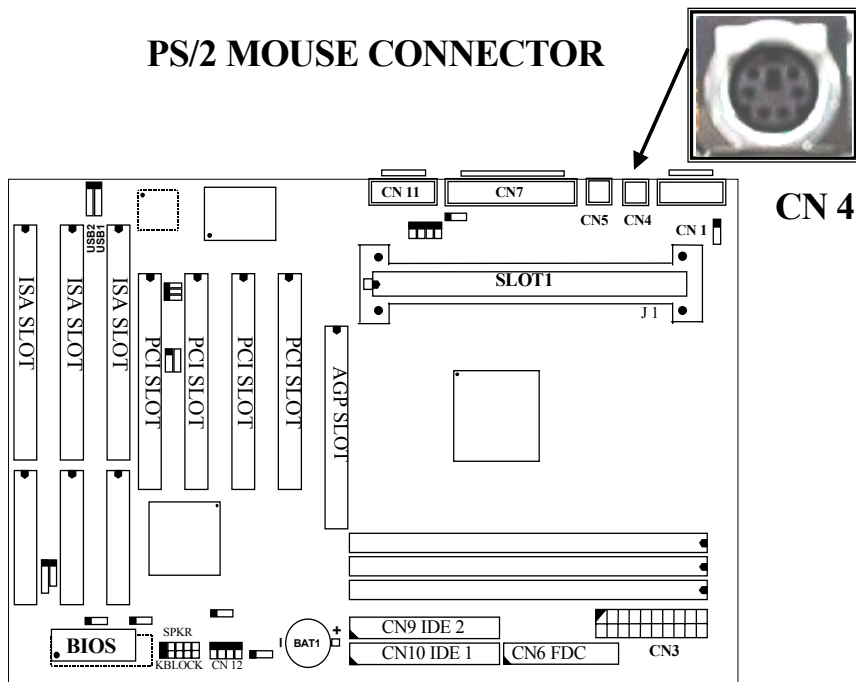 PS/2 MOUSE CONNECTOR
CN 4
CN 11
CN7
CN5
CN4
CN 1
USB2
USB1
SLOT1
J 1
ISA SLOT
ISA SLOT
ISA SLOT
PCI SLOT
PCI SLOT
PCI SLOT
PCI SLOT
AGP SLOT
BIOS
SPKR
KBLOCK
CN 12
BAT1
+
CN9 IDE 2
CN10 IDE 1
CN6 FDC
CN3